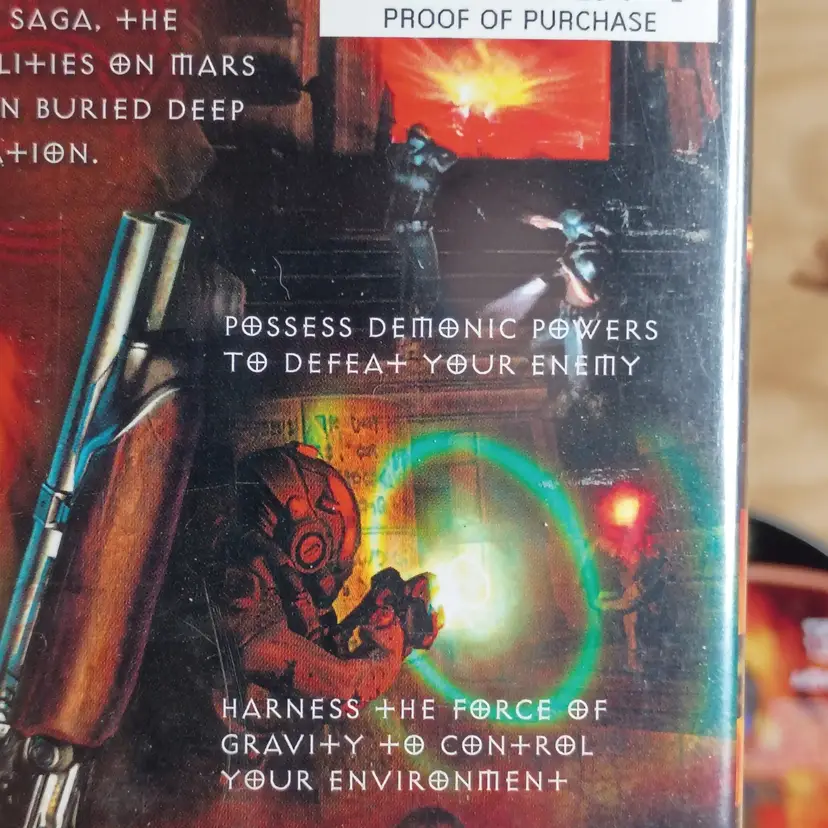 PROOF OF PURCHASE
SAGA, THE
LITIES ON MARS
N BURIED DEEP
ATION.
POSSESS DEMONIC POWERS
TO DEFEAT YOUR ENEMY
HARNESS THE FORCE OF
GRAVITY TO CONTROL
YOUR ENVIRONMENT